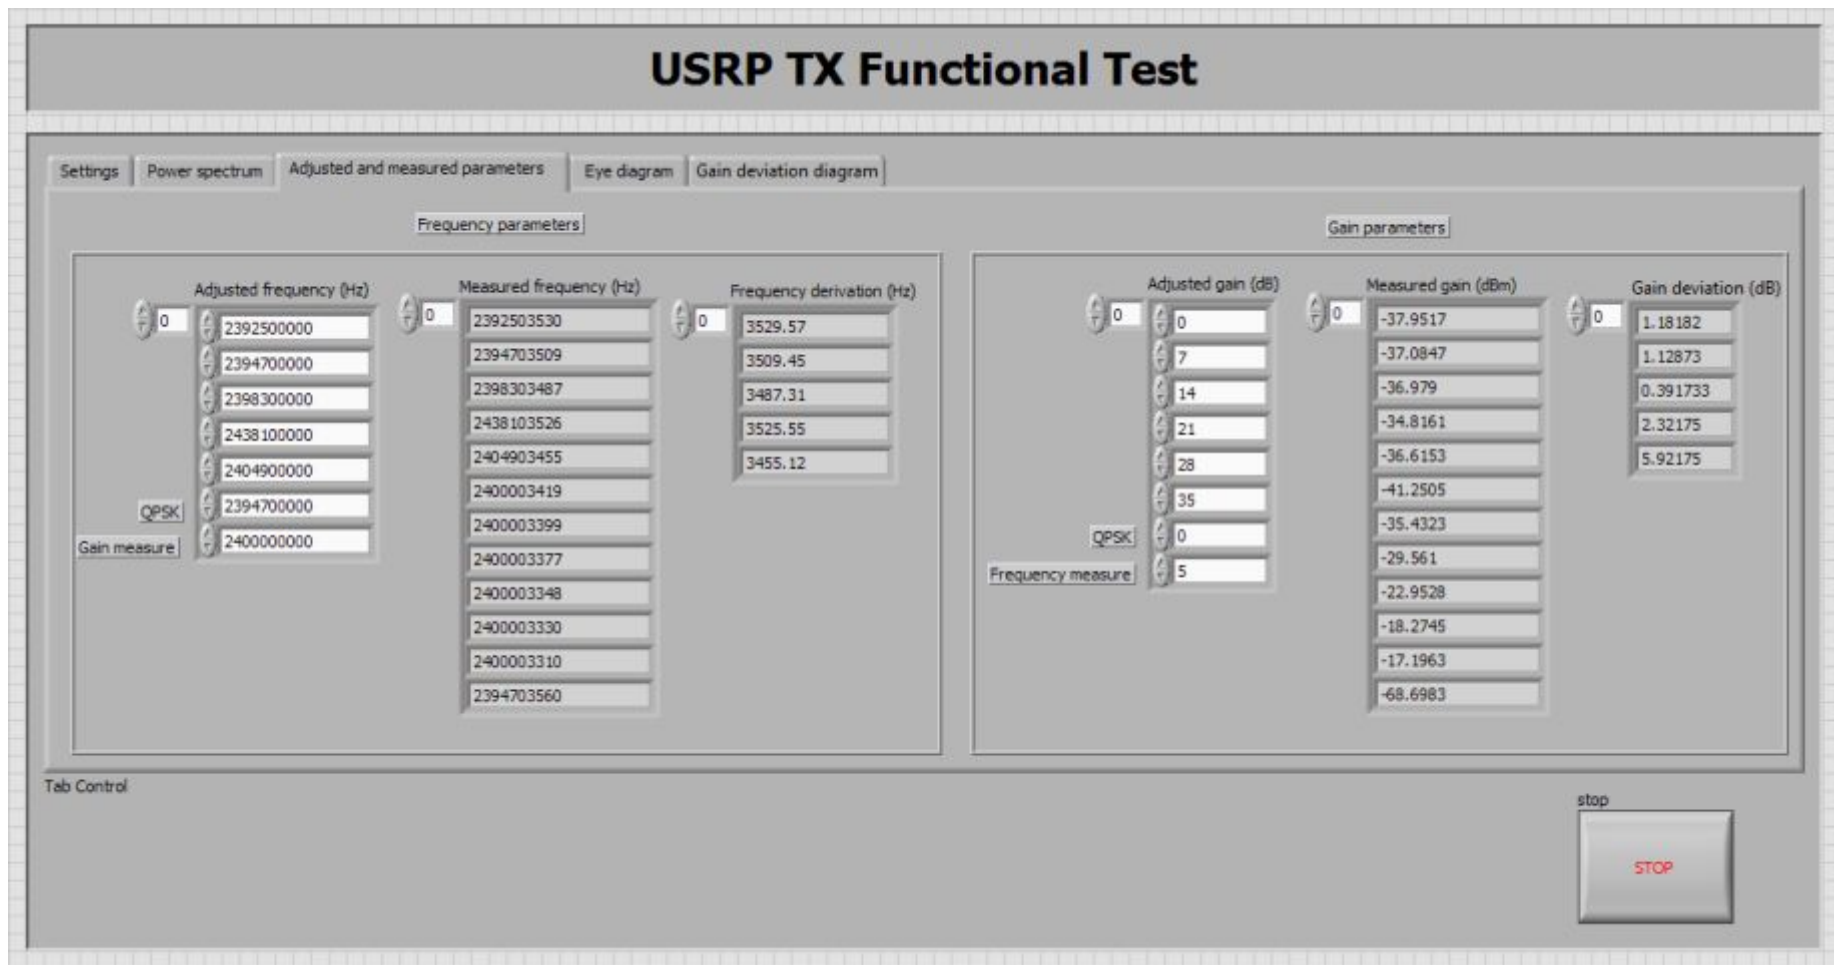 USRP TX Functional Test
Settings
Power spectrum
Adjusted and measured parameters
Eye diagram
Gain deviation diagram
Frequency parameters
Adjusted frequency (Hz)
0
2392500000
2394700000
2398300000
2438100000
2404900000
QPSK
2394700000
Gain measure
2400000000
Measured frequency (Hz)
0
2392503530
2394703509
2398303487
2438103526
2404903455
2400003419
2400003399
2400003377
2400003348
2400003330
2400003310
2394703560
Frequency derivation (Hz)
0
3529.57
3509.45
3487.31
3525.55
3455.12
Gain parameters
Adjusted gain (dB)
0
0
7
14
21
28
35
QPSK
0
Frequency measure
5
Measured gain (dBm)
0
-37.9517
-37.0847
-36.979
-34.8161
-36.6153
-41.2505
-35.4323
-29.561
-22.9528
-18.2745
-17.1963
-68.6983
Gain deviation (dB)
0
1.18182
1.12873
0.391733
2.32175
5.92175
Tab Control
stop
STOP